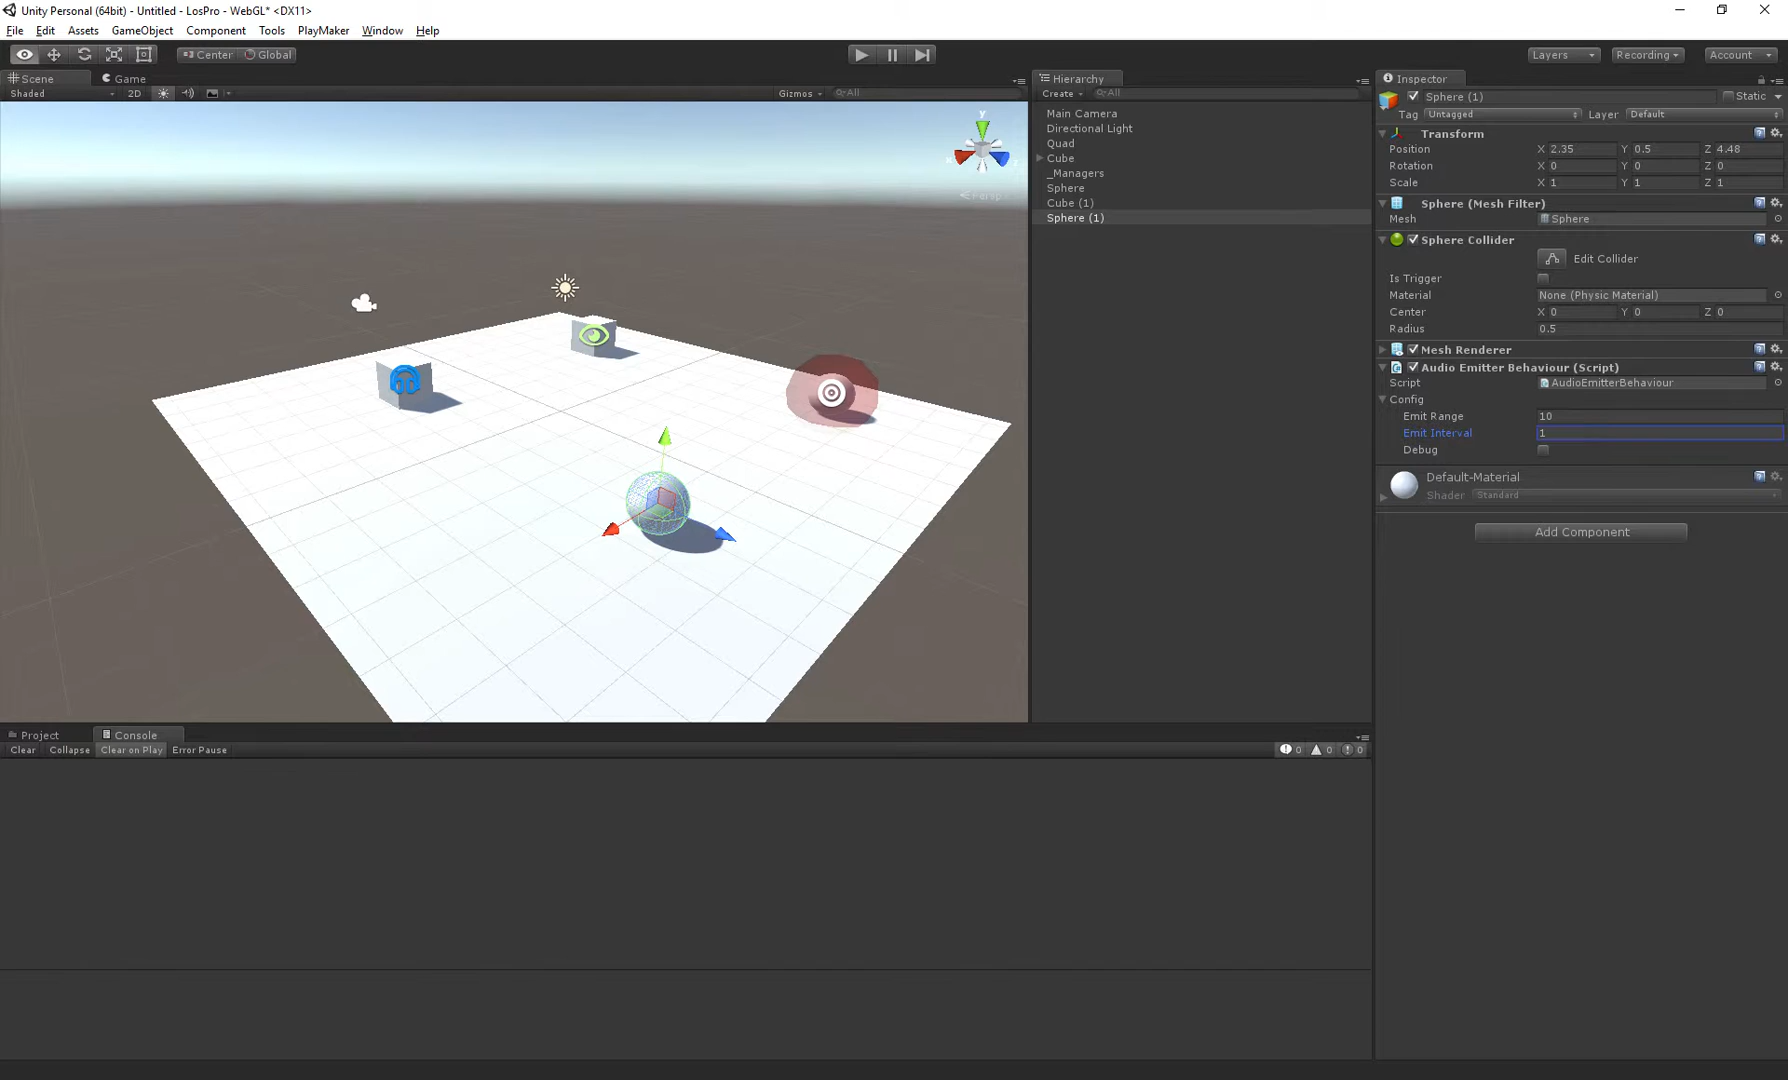 Unity Personal (64bit) - Untitled - LosPro - WebGL* <DX11>
File Edit Assets GameObject Component Tools PlayMaker Window Help
Center Global Layers Recording Account
Scene Game
Shaded 2D Gizmos All
y
Persp
Hierarchy
Create All
Main Camera
Directional Light
Quad
Cube
_Managers
Sphere
Cube (1)
Sphere (1)
Inspector
Sphere (1) Static
Tag Untagged Layer Default
Transform
Position X 2.35 Y 0.5 Z 4.48
Rotation X 0 Y 0 Z 0
Scale X 1 Y 1 Z 1
Sphere (Mesh Filter)
Mesh Sphere
Sphere Collider
Edit Collider
Is Trigger
Material None (Physic Material)
Center X 0 Y 0 Z 0
Radius 0.5
Mesh Renderer
Audio Emitter Behaviour (Script)
Script AudioEmitterBehaviour
Config
Emit Range 10
Emit Interval 1
Debug
Default-Material
Shader Standard
Add Component
Project Console
Clear Collapse Clear on Play Error Pause 0 0 0